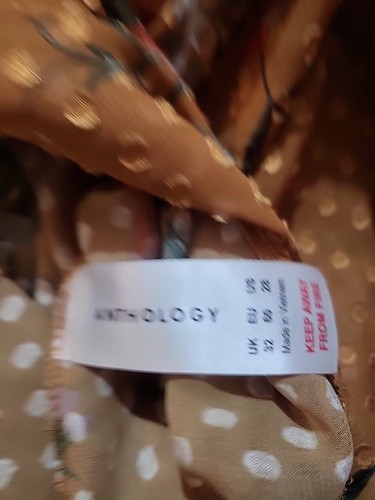 ANTHOLOGY
UK EU US
32 60 28
Made in Vietnam
KEEP AWAY
FROM FIRE